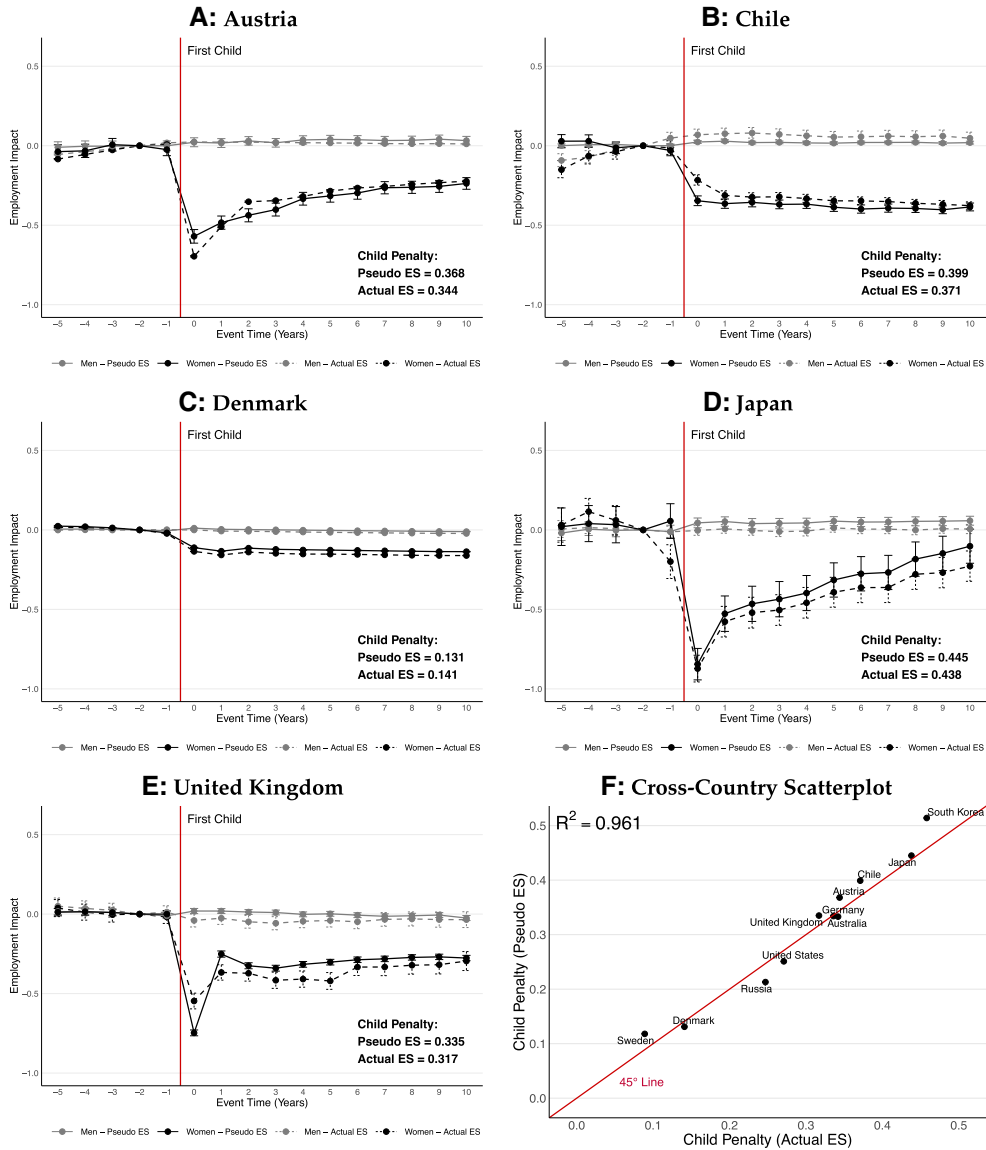 A: Austria
First Child
Employment Impact
0.5
0.0
−0.5
−1.0
Child Penalty:
Pseudo ES = 0.368
Actual ES = 0.344
−5 −4 −3 −2 −1 0 1 2 3 4 5 6 7 8 9 10
Event Time (Years)
Men − Pseudo ES Women − Pseudo ES Men − Actual ES Women − Actual ES
B: Chile
First Child
Employment Impact
0.5
0.0
−0.5
−1.0
Child Penalty:
Pseudo ES = 0.399
Actual ES = 0.371
−5 −4 −3 −2 −1 0 1 2 3 4 5 6 7 8 9 10
Event Time (Years)
Men − Pseudo ES Women − Pseudo ES Men − Actual ES Women − Actual ES
C: Denmark
First Child
Employment Impact
0.5
0.0
−0.5
−1.0
Child Penalty:
Pseudo ES = 0.131
Actual ES = 0.141
−5 −4 −3 −2 −1 0 1 2 3 4 5 6 7 8 9 10
Event Time (Years)
Men − Pseudo ES Women − Pseudo ES Men − Actual ES Women − Actual ES
D: Japan
First Child
Employment Impact
0.5
0.0
−0.5
−1.0
Child Penalty:
Pseudo ES = 0.445
Actual ES = 0.438
−5 −4 −3 −2 −1 0 1 2 3 4 5 6 7 8 9 10
Event Time (Years)
Men − Pseudo ES Women − Pseudo ES Men − Actual ES Women − Actual ES
E: United Kingdom
First Child
Employment Impact
0.5
0.0
−0.5
−1.0
Child Penalty:
Pseudo ES = 0.335
Actual ES = 0.317
−5 −4 −3 −2 −1 0 1 2 3 4 5 6 7 8 9 10
Event Time (Years)
Men − Pseudo ES Women − Pseudo ES Men − Actual ES Women − Actual ES
F: Cross-Country Scatterplot
R² = 0.961
Child Penalty (Pseudo ES)
0.5
0.4
0.3
0.2
0.1
0.0
South Korea
Japan
Chile
Austria
Germany
United Kingdom
Australia
United States
Russia
Denmark
Sweden
45° Line
0.0 0.1 0.2 0.3 0.4 0.5
Child Penalty (Actual ES)